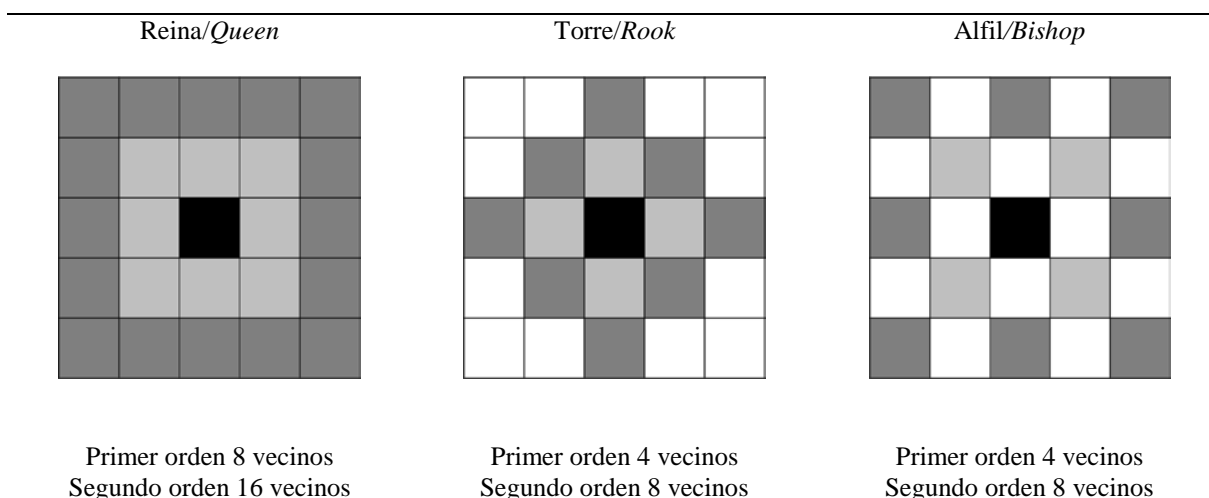 Reina/Queen Torre/Rook Alfil/Bishop
Primer orden 8 vecinos Primer orden 4 vecinos Primer orden 4 vecinos
Segundo orden 16 vecinos Segundo orden 8 vecinos Segundo orden 8 vecinos